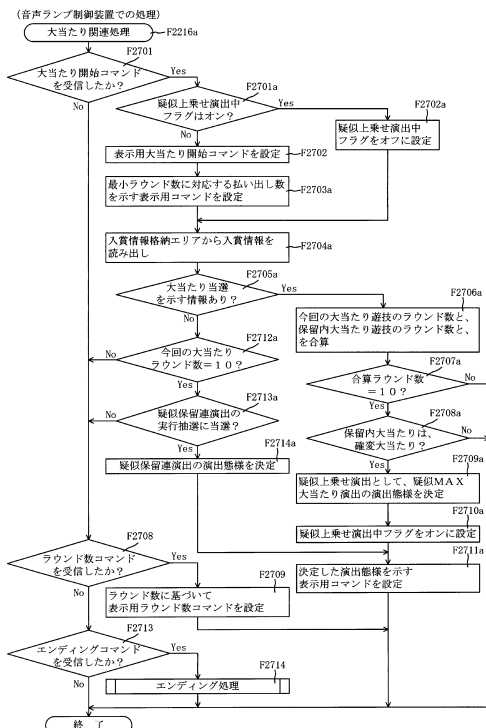 （音声ランプ制御装置での処理）
大当たり関連処理
F2216a
F2701
大当たり開始コマンド
を受信したか？
Yes
No
F2701a
疑似上乗せ演出中
フラグはオン？
Yes
No
F2702a
疑似上乗せ演出中
フラグをオフに設定
表示用大当たり開始コマンドを設定
F2702
最小ラウンド数に対応する払い出し数
を示す表示用コマンドを設定
F2703a
入賞情報格納エリアから入賞情報を
読み出し
F2704a
F2705a
大当たり当選
を示す情報あり？
Yes
No
F2706a
今回の大当たり遊技のラウンド数と、
保留内大当たり遊技のラウンド数と、
を合算
F2712a
今回の大当たり
ラウンド数＝１０？
No
Yes
F2707a
合算ラウンド数
＝１０？
No
Yes
F2713a
疑似保留連演出の
実行抽選に当選？
No
Yes
F2708a
保留内大当たりは、
確変大当たり？
No
Yes
F2714a
疑似保留連演出の演出態様を決定
F2709a
疑似上乗せ演出として、疑似ＭＡＸ
大当たり演出の演出態様を決定
F2710a
疑似上乗せ演出中フラグをオンに設定
F2711a
決定した演出態様を示す
表示用コマンドを設定
F2708
ラウンド数コマンド
を受信したか？
Yes
No
F2709
ラウンド数に基づいて
表示用ラウンド数コマンドを設定
F2713
エンディングコマンド
を受信したか？
Yes
No
F2714
エンディング処理
終 了